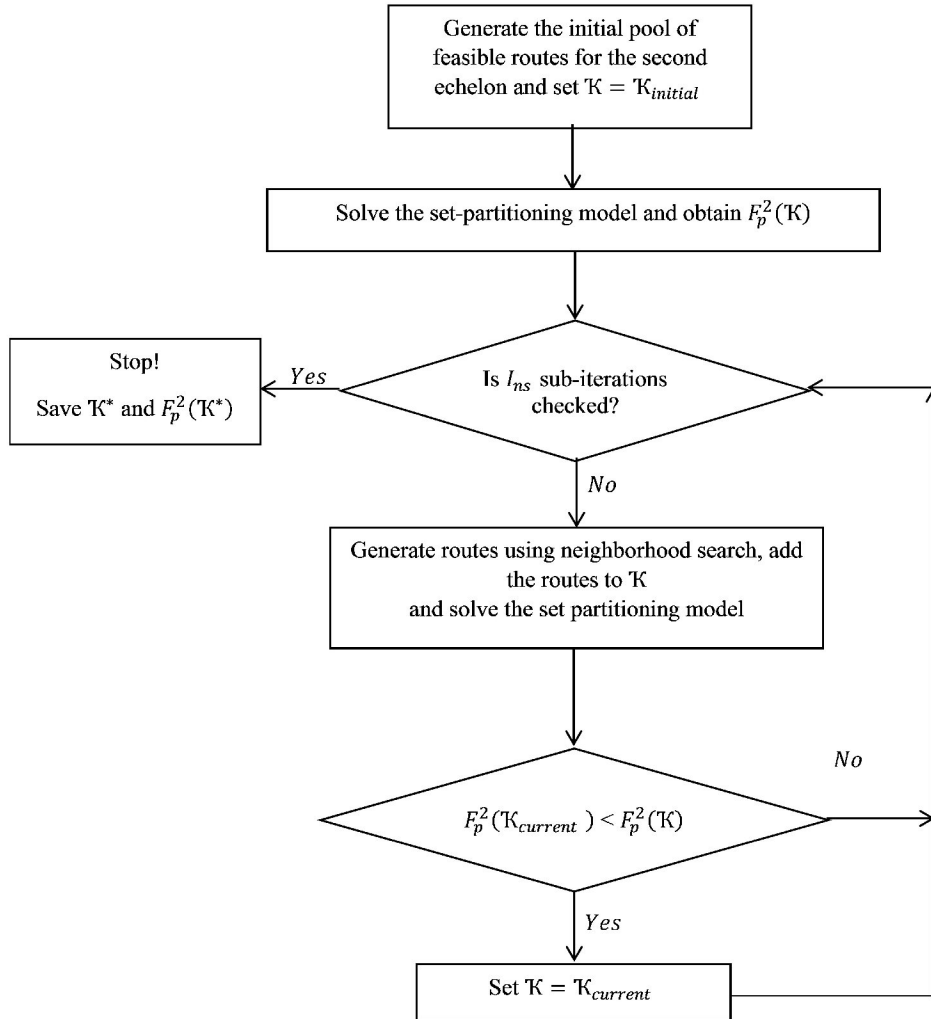 Generate the initial pool of
feasible routes for the second
echelon and set Ҡ = Ҡ_initial
Solve the set-partitioning model and obtain F_p^2(Ҡ)
Stop!
Save Ҡ* and F_p^2(Ҡ*)
Yes
Is I_ns sub-iterations
checked?
No
Generate routes using neighborhood search, add
the routes to Ҡ
and solve the set partitioning model
No
F_p^2(Ҡ_current ) < F_p^2(Ҡ)
Yes
Set Ҡ = Ҡ_current